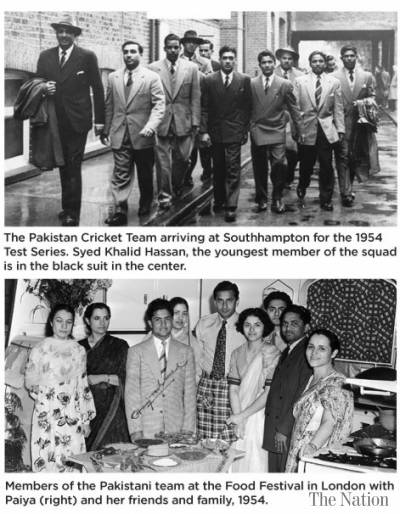 The Pakistan Cricket Team arriving at Southhampton for the 1954
Test Series. Syed Khalid Hassan, the youngest member of the squad
is in the black suit in the center.
Members of the Pakistani team at the Food Festival in London with
Paiya (right) and her friends and family, 1954.
The Nation